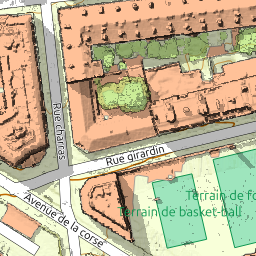 Rue charras
Rue girardin
Terrain de fo
Terrain de basket-ball
Avenue de la corse